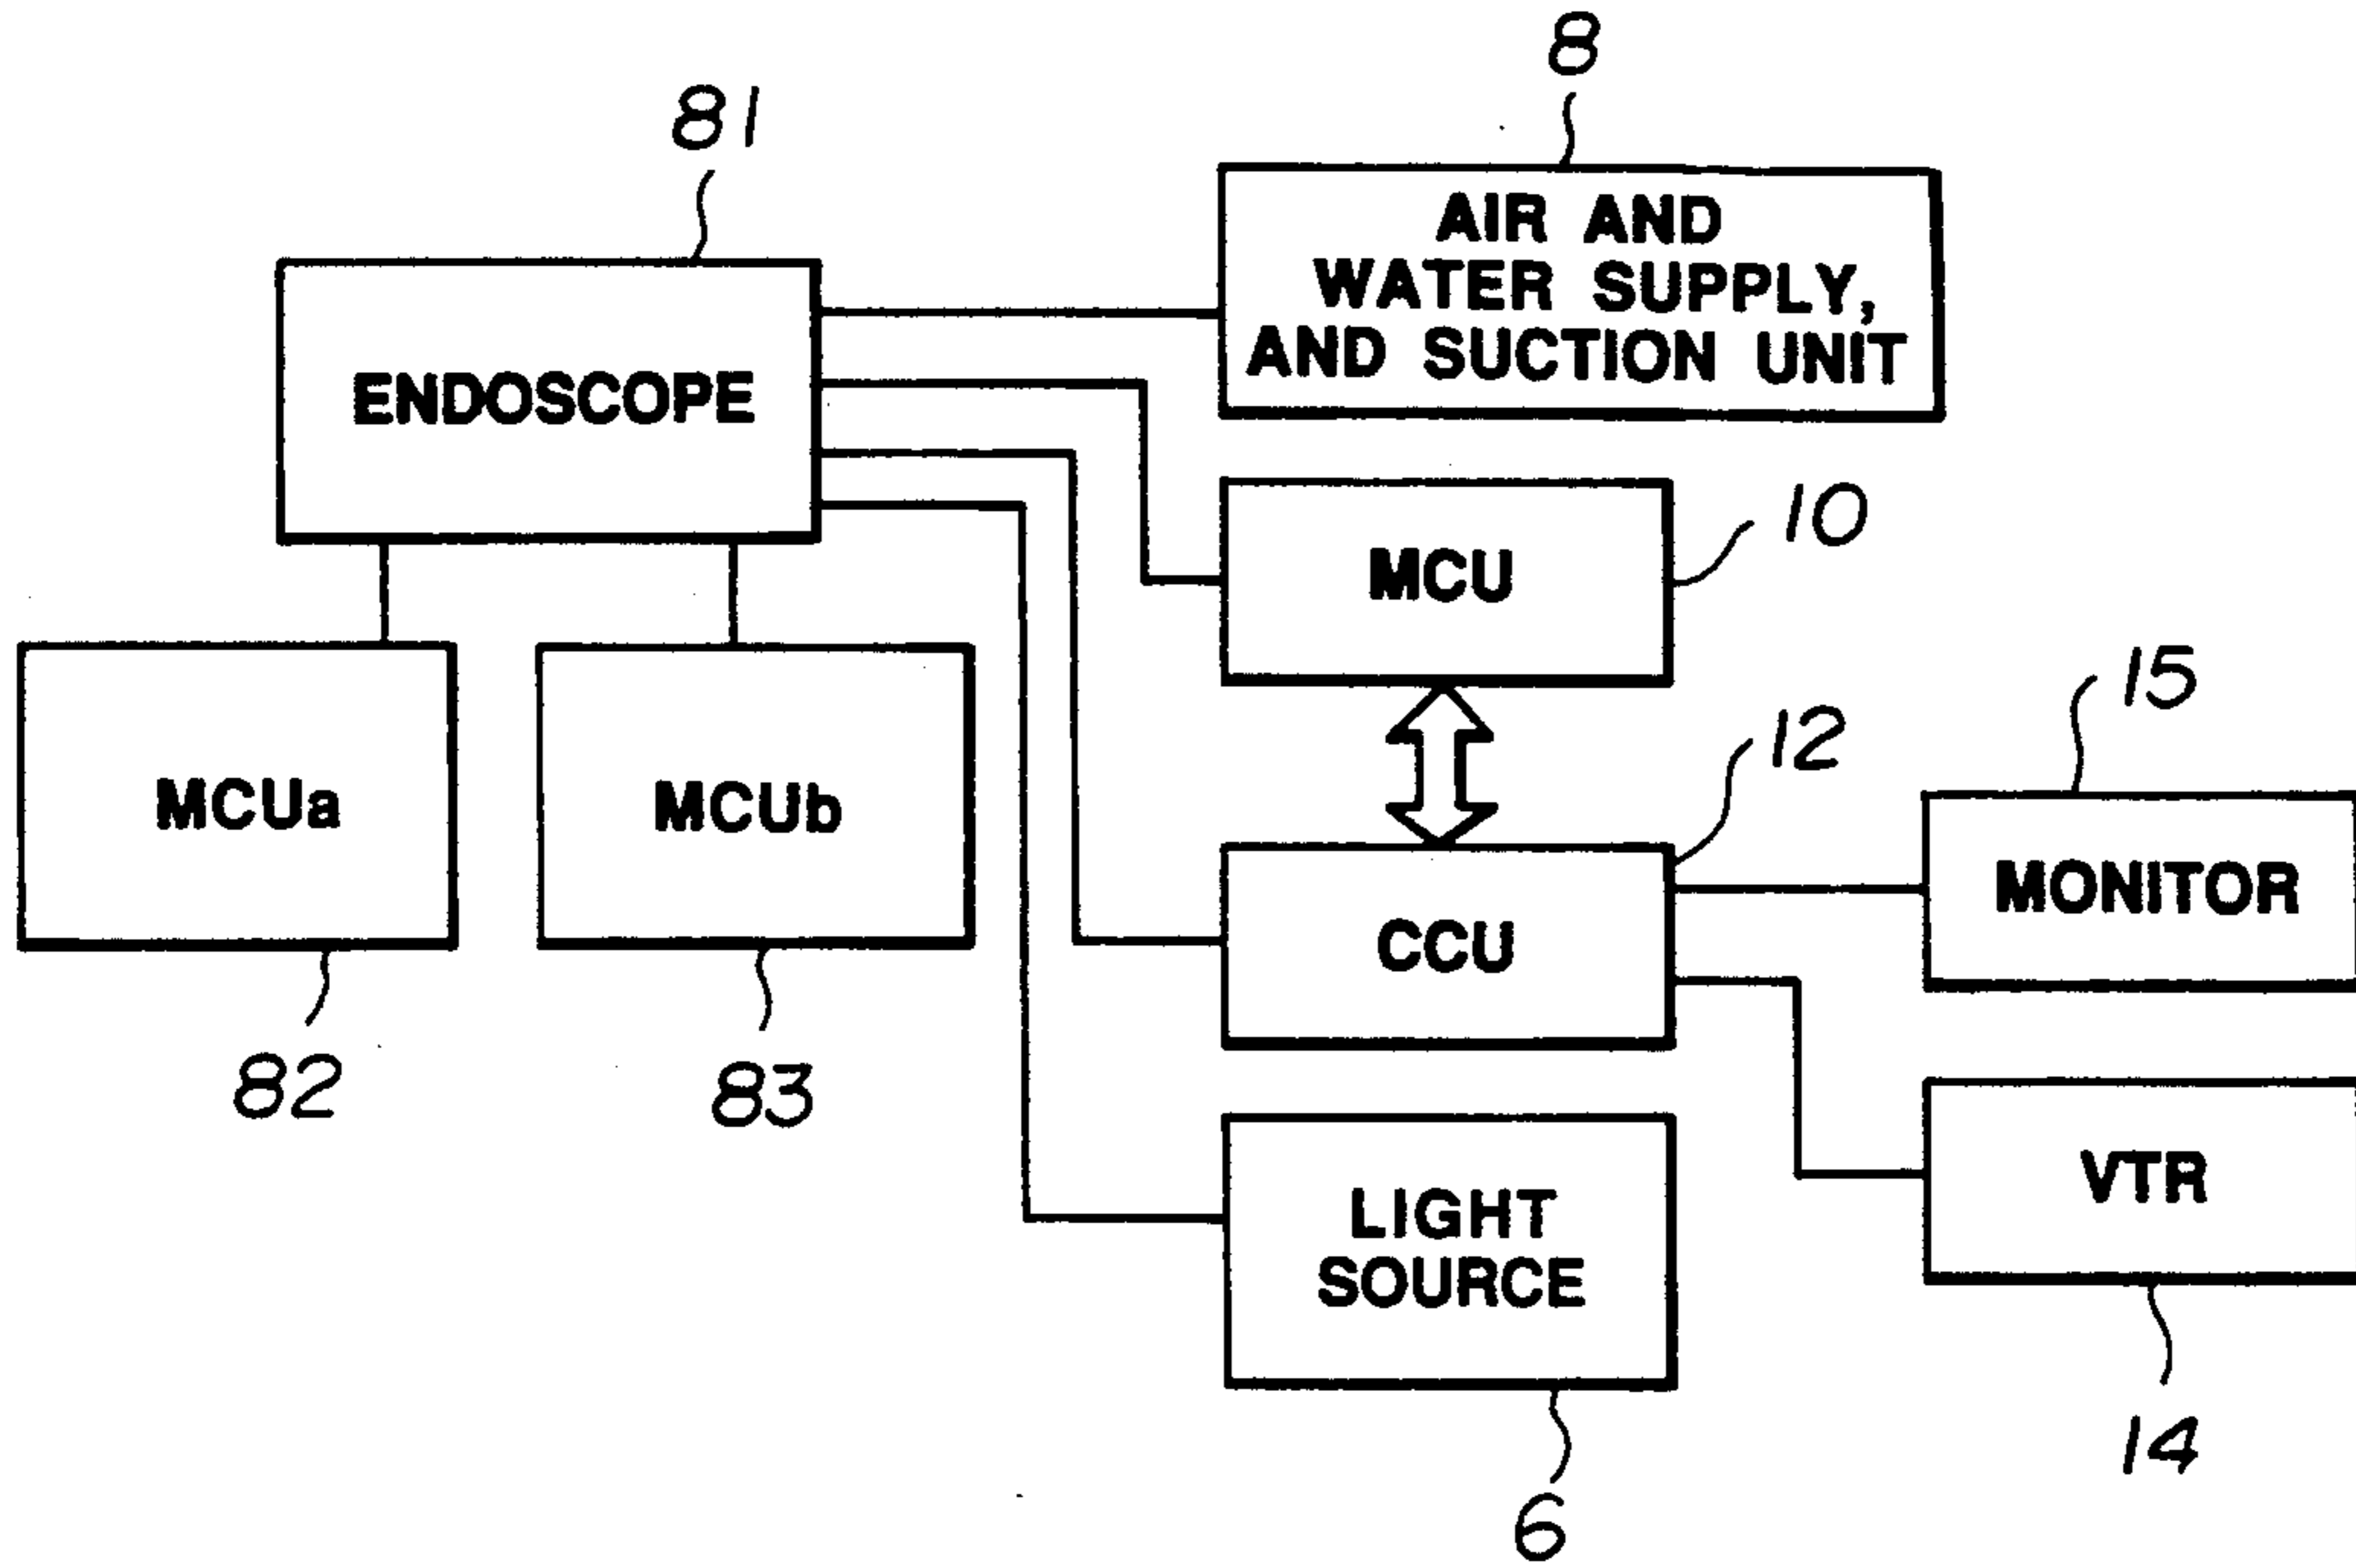 8
81
AIR AND
WATER SUPPLY,
AND SUCTION UNIT
ENDOSCOPE
10
MCU
15
12
MCUa
MCUb
MONITOR
CCU
82
83
VTR
LIGHT
SOURCE
14
6